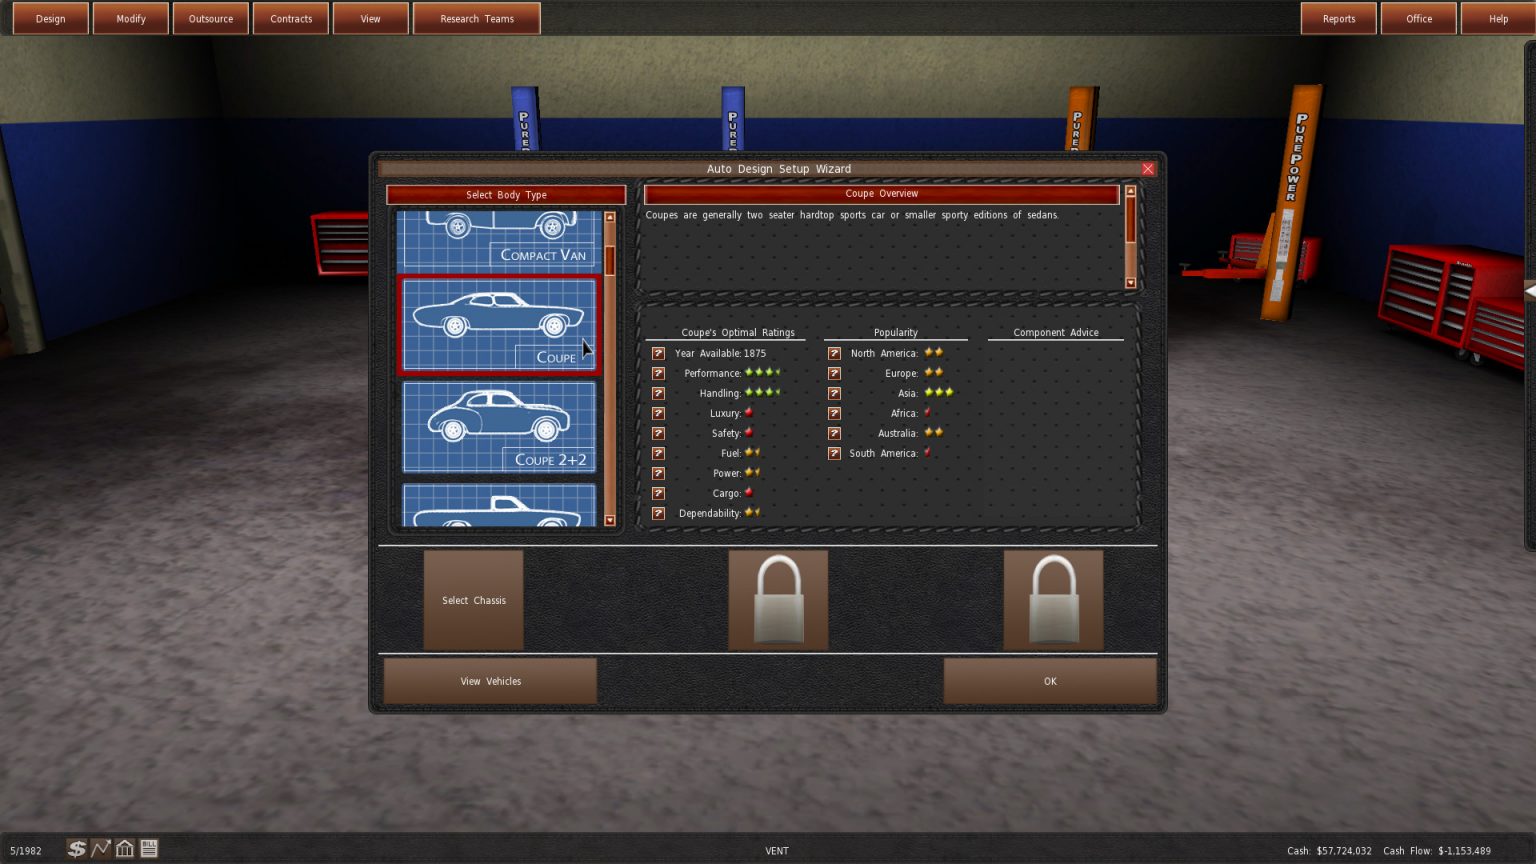 Design Modify Outsource Contracts View Research Teams Reports Office Help
PURE
PURE
PURE
PUREPOWER
Auto Design Setup Wizard
Select Body Type
COMPACT VAN
COUPE
COUPE 2+2
Coupe Overview
Coupes are generally two seater hardtop sports car or smaller sporty editions of sedans.
Coupe's Optimal Ratings
? Year Available: 1875
? Performance:
? Handling:
? Luxury:
? Safety:
? Fuel:
? Power:
? Cargo:
? Dependability:
Popularity
? North America:
? Europe:
? Asia:
? Africa:
? Australia:
? South America:
Component Advice
Select Chassis
View Vehicles
OK
5/1982 $ BILL VENT Cash: $57,724,032 Cash Flow: $-1,153,489